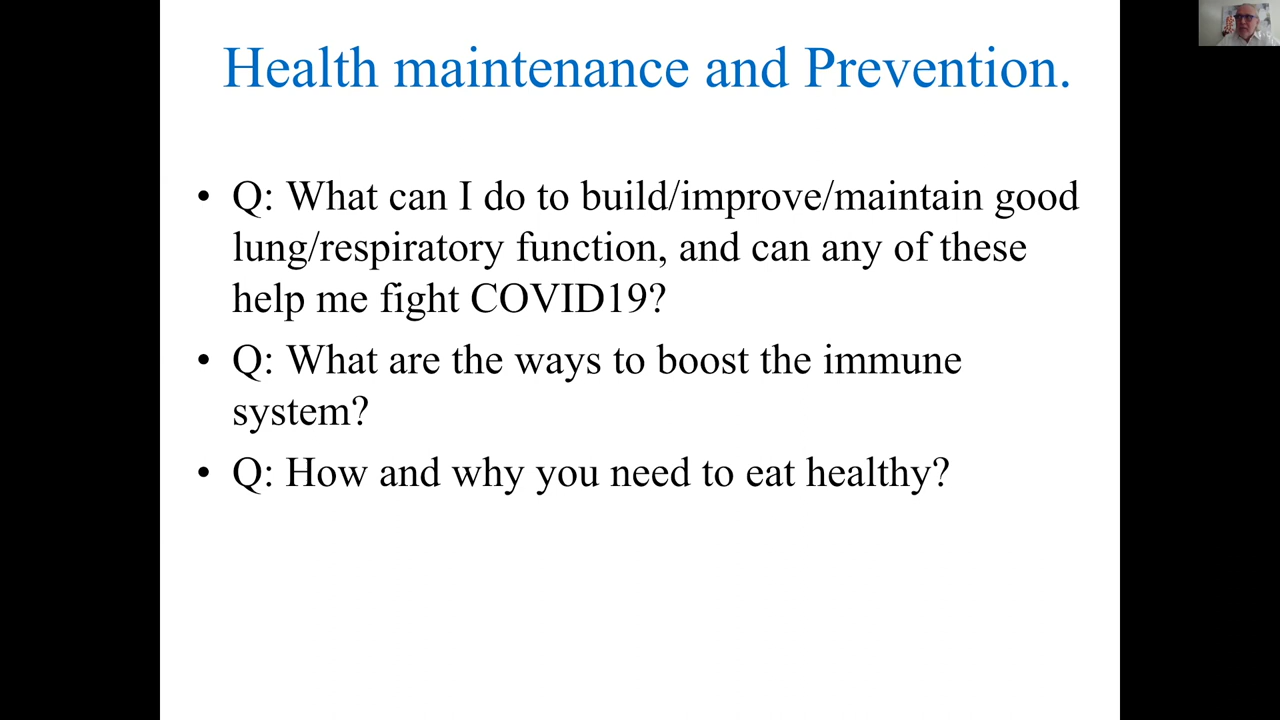 Health maintenance and Prevention.
• Q: What can I do to build/improve/maintain good
lung/respiratory function, and can any of these
help me fight COVID19?
• Q: What are the ways to boost the immune
system?
• Q: How and why you need to eat healthy?